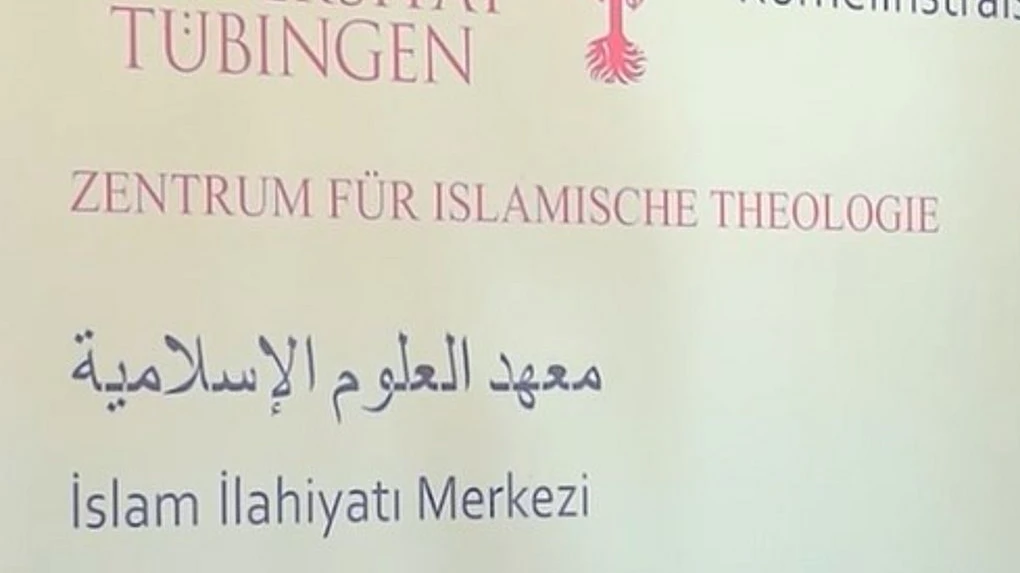 TÜBINGEN
ZENTRUM FÜR ISLAMISCHE THEOLOGIE
معهد العلوم الإسلامية
İslam İlahiyatı Merkezi